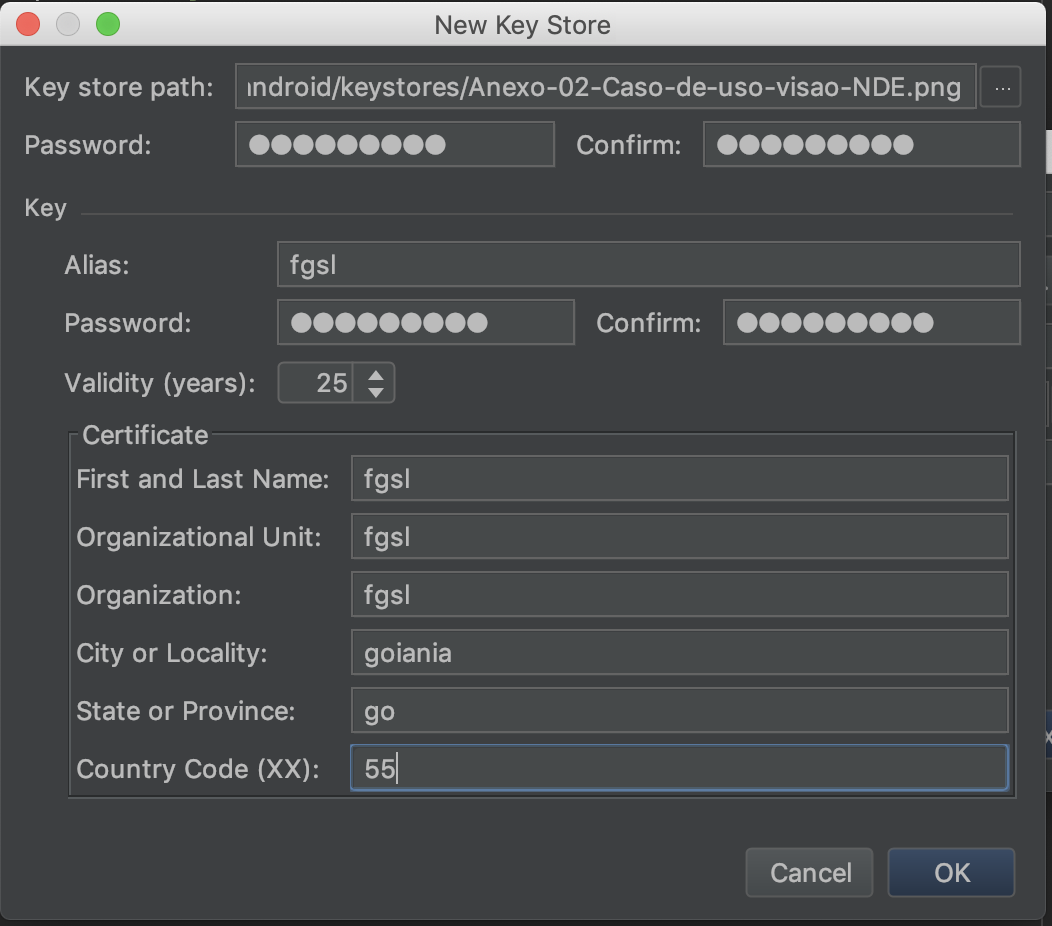 New Key Store
Key store path: ndroid/keystores/Anexo-02-Caso-de-uso-visao-NDE.png ...
Password: ●●●●●●●●● Confirm: ●●●●●●●●●
Key
Alias: fgsl
Password: ●●●●●●●●● Confirm: ●●●●●●●●●
Validity (years): 25
Certificate
First and Last Name: fgsl
Organizational Unit: fgsl
Organization: fgsl
City or Locality: goiania
State or Province: go
Country Code (XX): 55
Cancel OK